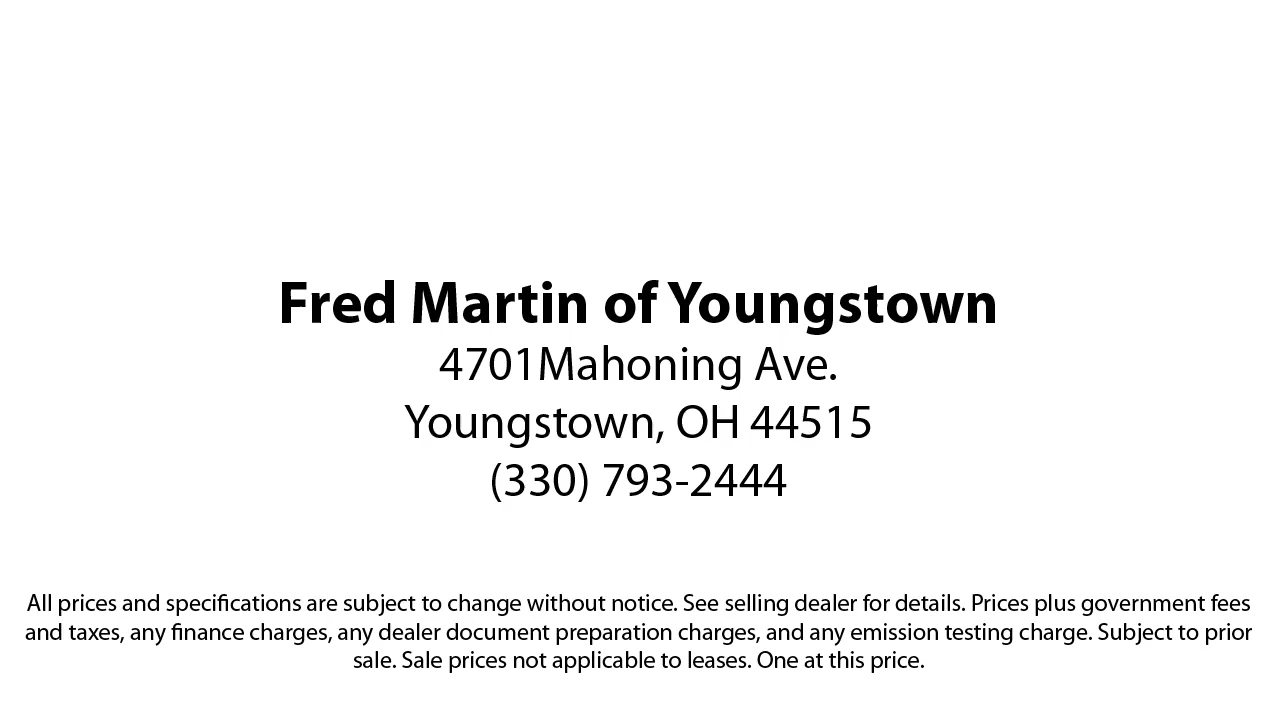 Fred Martin of Youngstown
4701Mahoning Ave.
Youngstown, OH 44515
(330) 793-2444
All prices and specifications are subject to change without notice. See selling dealer for details. Prices plus government fees
and taxes, any finance charges, any dealer document preparation charges, and any emission testing charge. Subject to prior
sale. Sale prices not applicable to leases. One at this price.